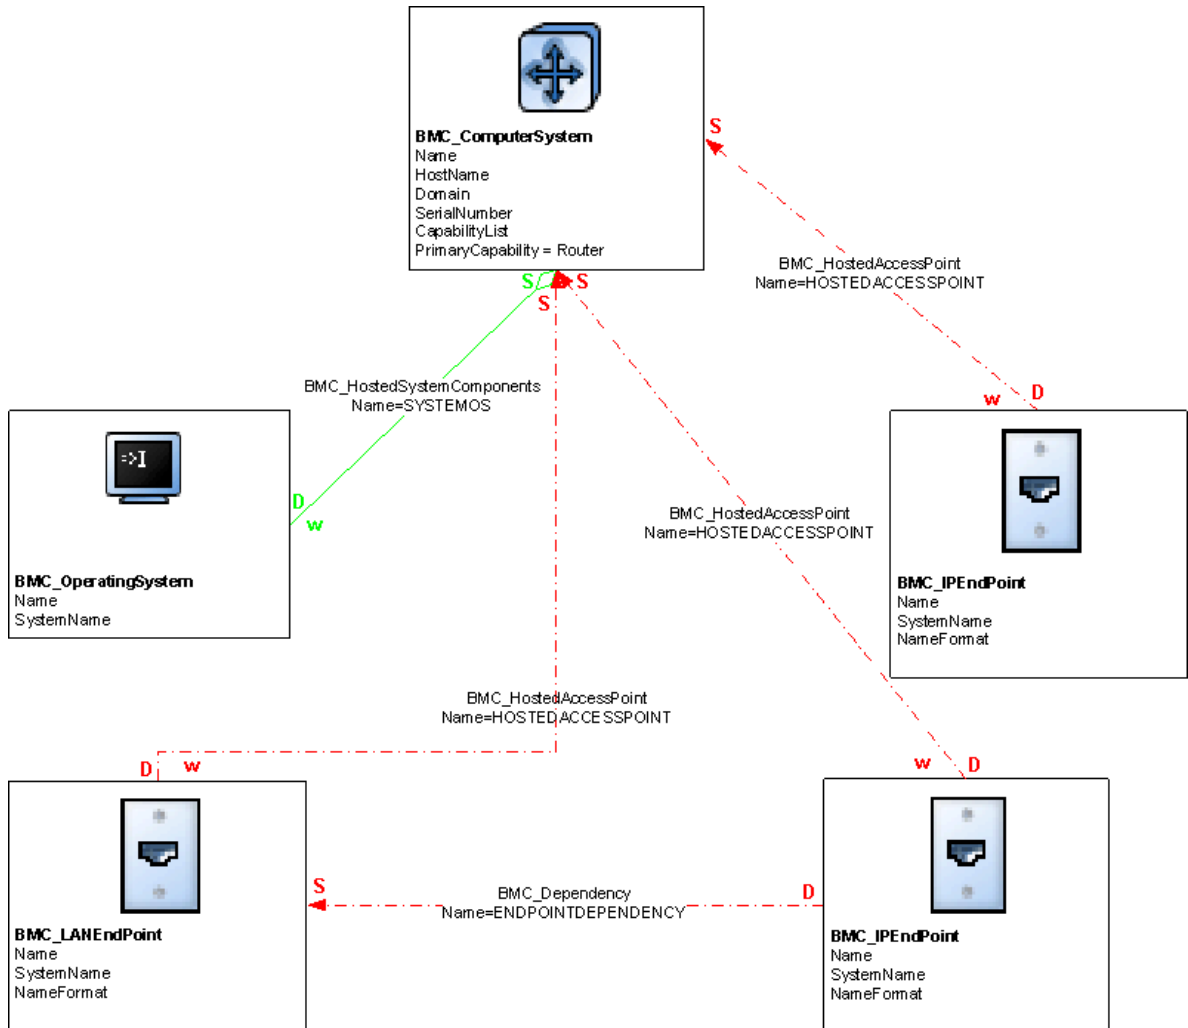 BMC_ComputerSystem
Name
HostName
Domain
SerialNumber
CapabilityList
PrimaryCapability = Router
S
S
S
S
BMC_HostedAccessPoint
Name=HOSTEDACCESSPOINT
BMC_HostedSystemComponents
Name=SYSTEMOS
w
D
=>I
D
w
BMC_OperatingSystem
Name
SystemName
BMC_HostedAccessPoint
Name=HOSTEDACCESSPOINT
BMC_IPEndPoint
Name
SystemName
NameFormat
BMC_HostedAccessPoint
Name=HOSTEDACCESSPOINT
D
w
w
D
BMC_LANEndPoint
Name
SystemName
NameFormat
S
BMC_Dependency
Name=ENDPOINTDEPENDENCY
D
BMC_IPEndPoint
Name
SystemName
NameFormat